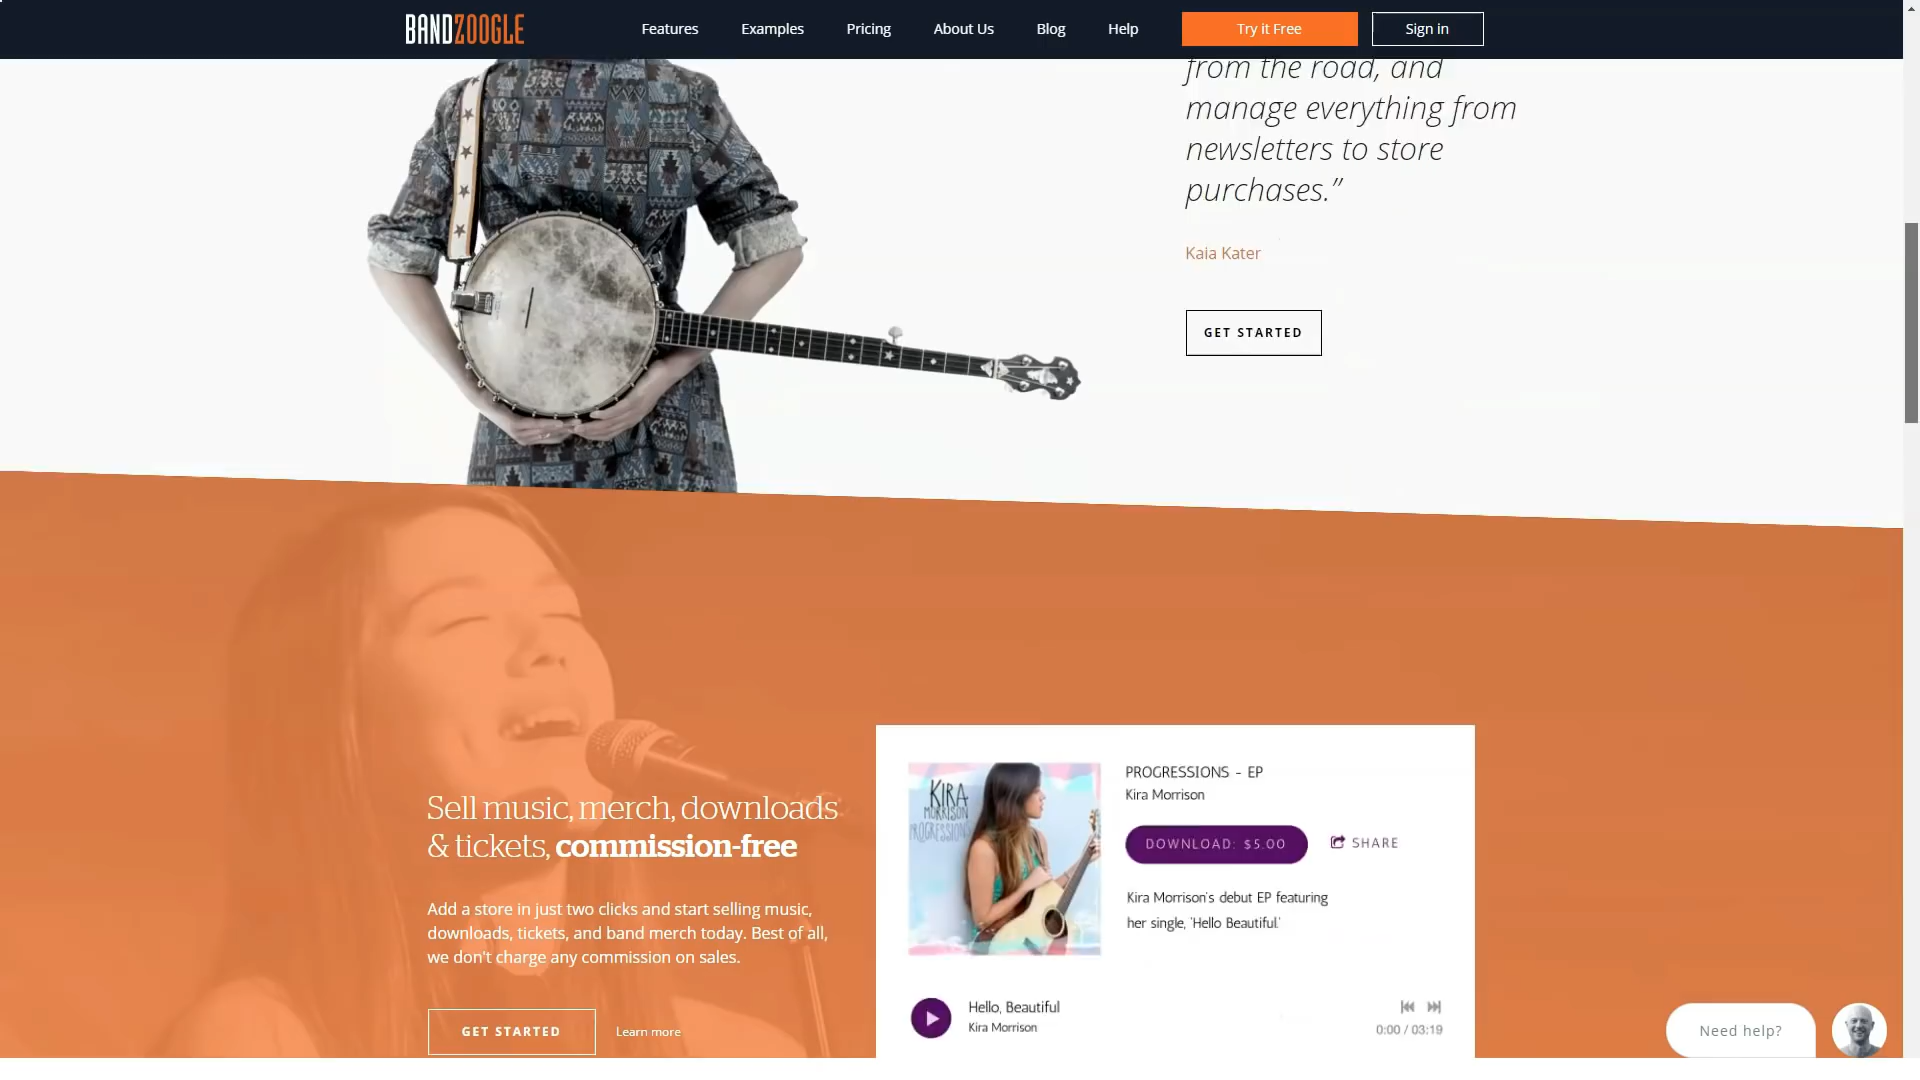 BANDZOOGLE
Features
Examples
Pricing
About Us
Blog
Help
Try it Free
Sign in
from the road, and
manage everything from
newsletters to store
purchases.”
Kaia Kater
GET STARTED
Sell music, merch, downloads
& tickets, commission-free
Add a store in just two clicks and start selling music,
downloads, tickets, and band merch today. Best of all,
we don't charge any commission on sales.
GET STARTED
Learn more
KIRA
MORRISON
PROGRESSIONS
PROGRESSIONS - EP
Kira Morrison
DOWNLOAD: $5.00
SHARE
Kira Morrison's debut EP featuring
her single, 'Hello Beautiful.'
Hello, Beautiful
Kira Morrison
0:00 / 03:19
Need help?